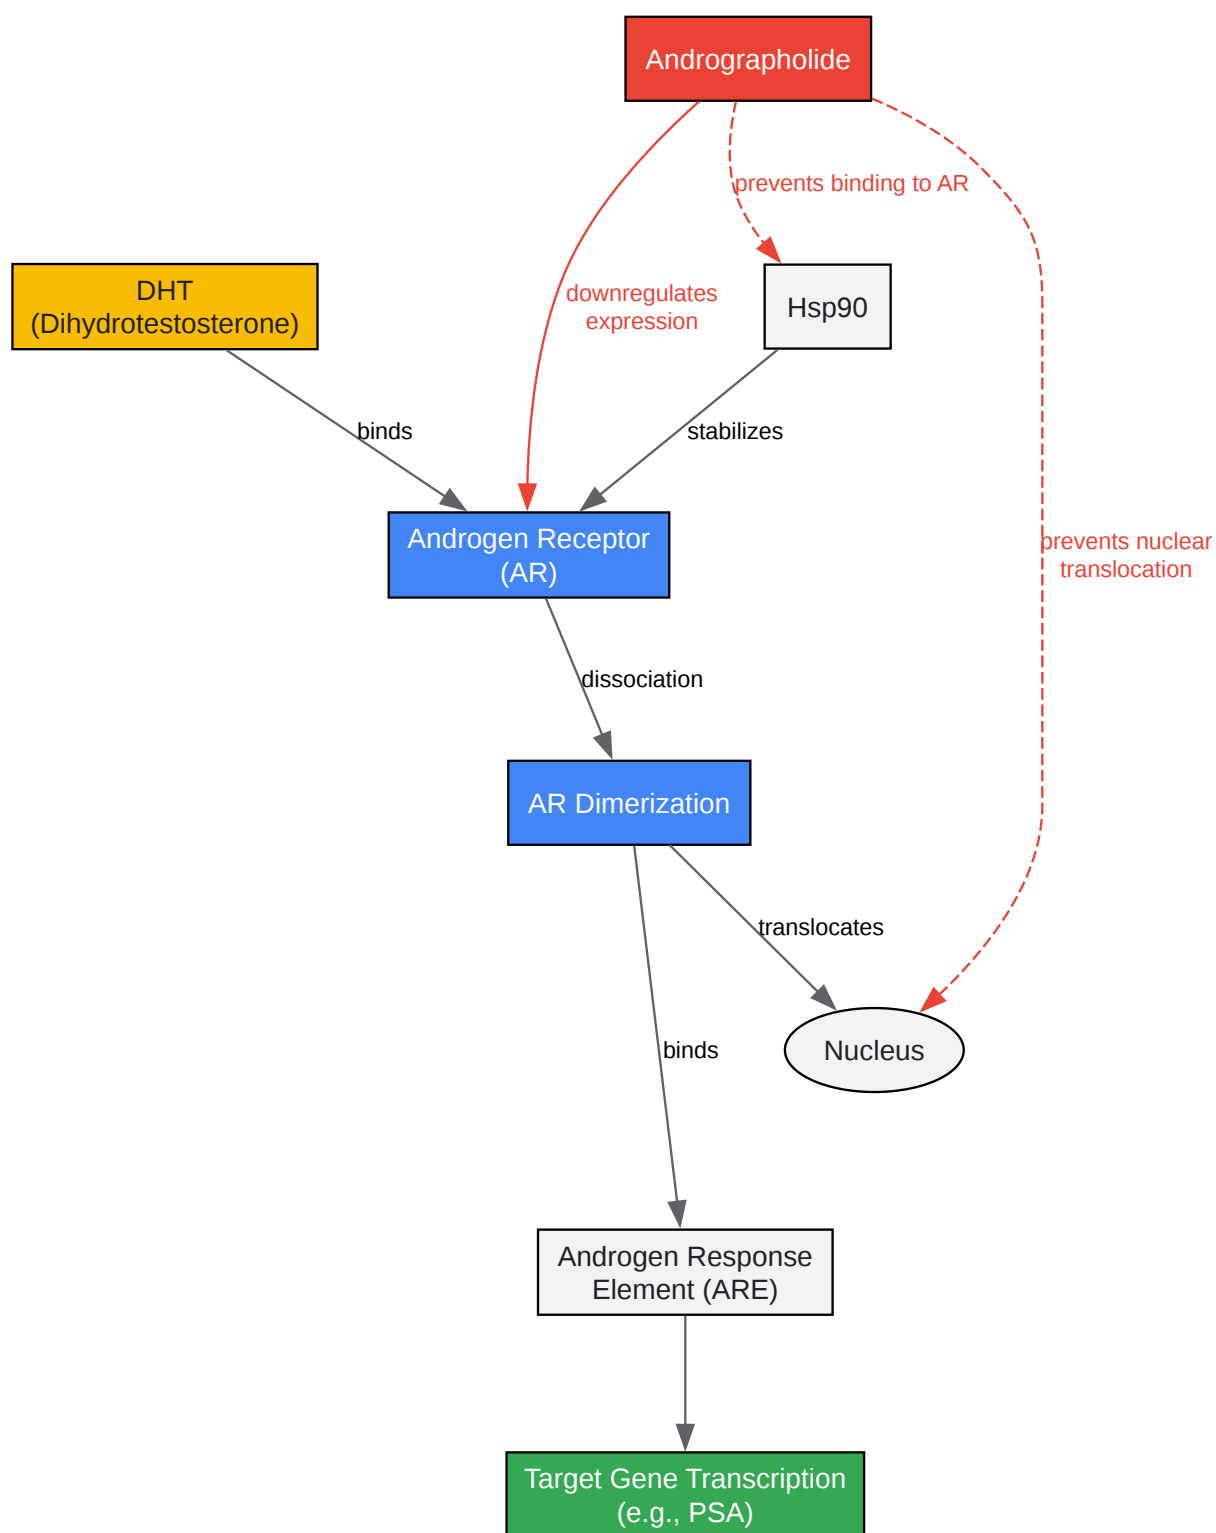 Andrographolide
prevents binding to AR
DHT
(Dihydrotestosterone)
downregulates
expression
Hsp90
binds
stabilizes
Androgen Receptor
(AR)
prevents nuclear
translocation
dissociation
AR Dimerization
translocates
binds
Nucleus
Androgen Response
Element (ARE)
Target Gene Transcription
(e.g., PSA)